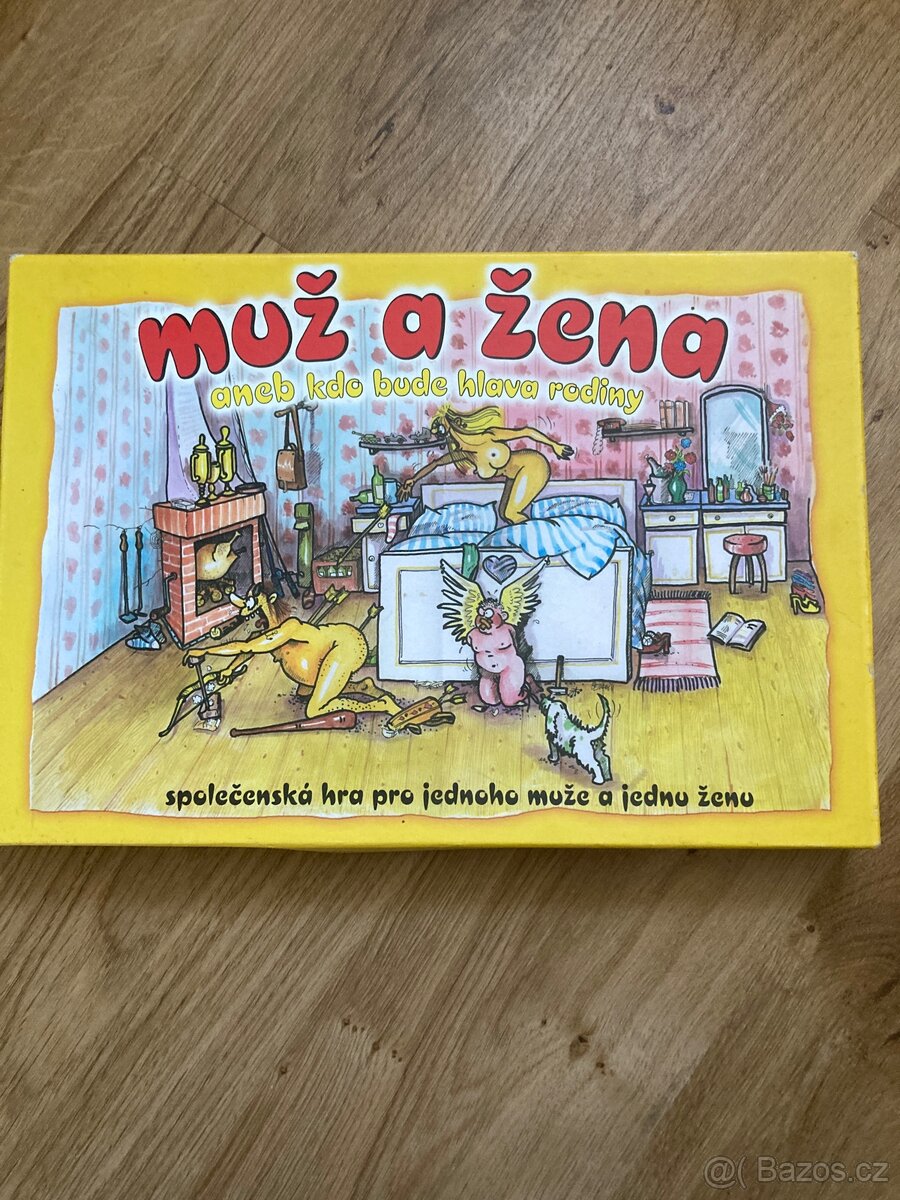 muž a žena
aneb kdo bude hlava rodiny
společenská hra pro jednoho muže a jednu ženu
@( Bazos.cz